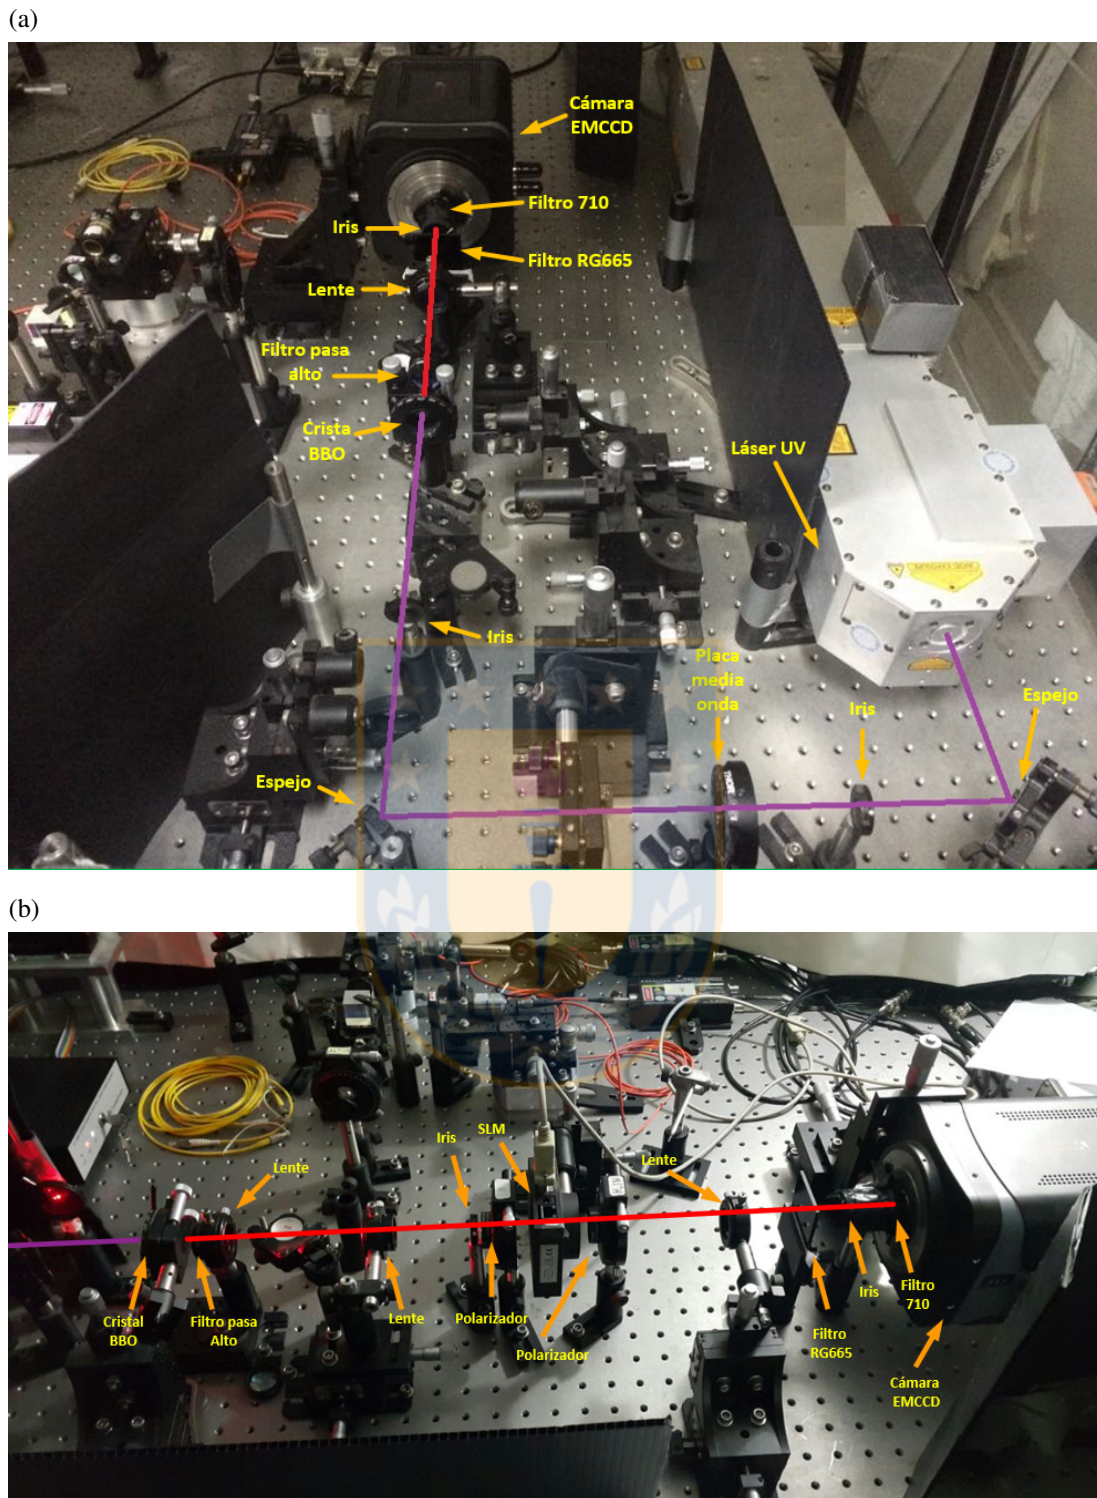 (a)
Cámara
EMCCD
Filtro 710
Iris
Filtro RG665
Lente
Filtro pasa
alto
Crista
BBO
Láser UV
Iris
Placa
media
onda
Iris
Espejo
Espejo
(b)
SLM
Iris
Lente
Lente
Cristal
BBO
Filtro pasa
Alto
Lente
Polarizador
Polarizador
Iris
Filtro
710
Filtro
RG665
Cámara
EMCCD